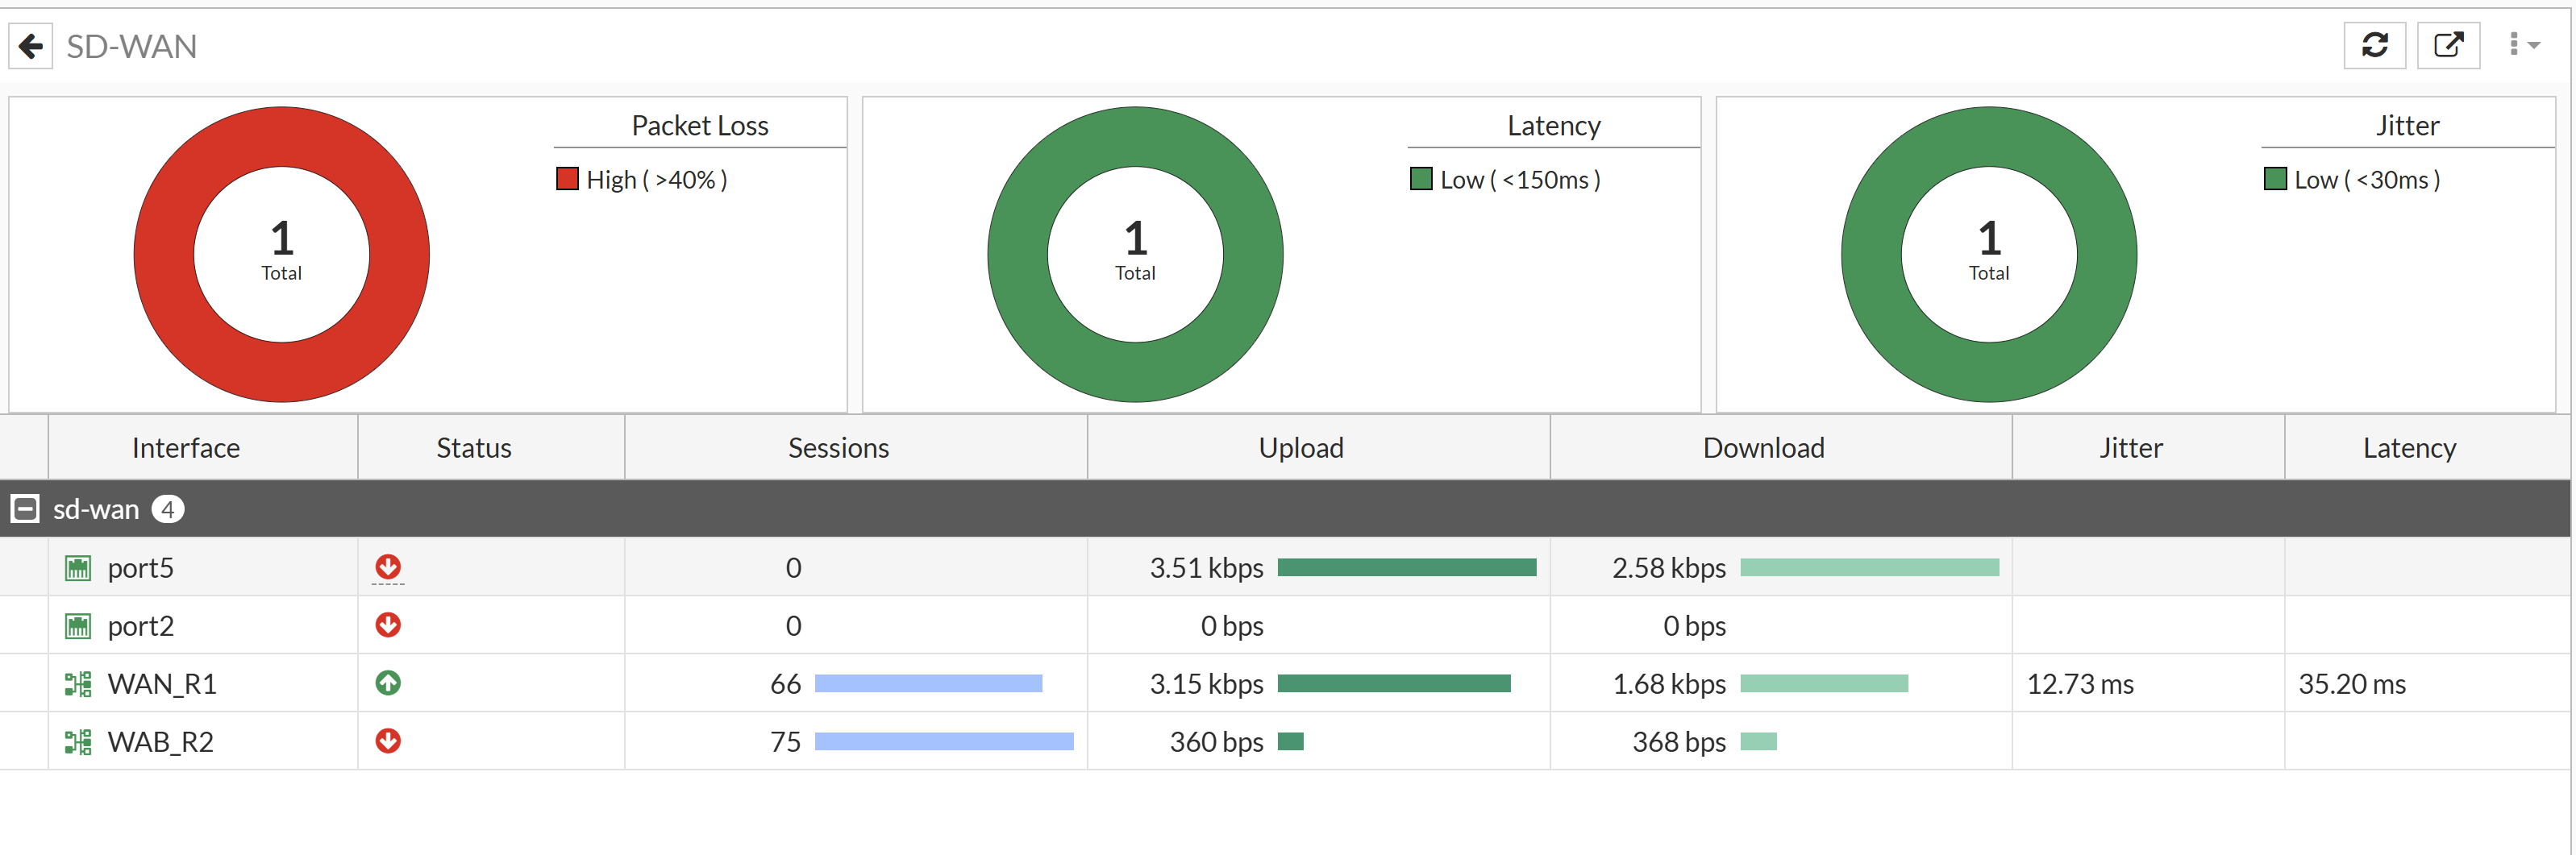 SD-WAN
Packet Loss
High ( >40% )
1
Total
Latency
Low ( <150ms )
1
Total
Jitter
Low ( <30ms )
1
Total
Interface Status Sessions Upload Download Jitter Latency
sd-wan 4
port5 0 3.51 kbps 2.58 kbps
port2 0 0 bps 0 bps
WAN_R1 66 3.15 kbps 1.68 kbps 12.73 ms 35.20 ms
WAB_R2 75 360 bps 368 bps